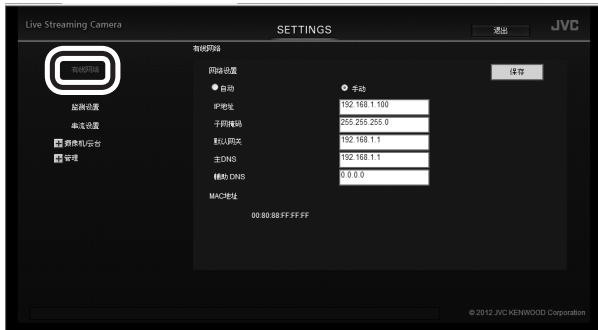 Live Streaming Camera
SETTINGS
退出
JVC
有线网络
有线网络
网络设置
保存
自动
手动
监测设置
IP地址
192.168.1.100
串流设置
子网掩码
255.255.255.0
摄像机/云台
默认网关
192.168.1.1
管理
主DNS
192.168.1.1
辅助 DNS
0.0.0.0
MAC地址
00:80:88:FF:FF:FF
© 2012 JVC KENWOOD Corporation